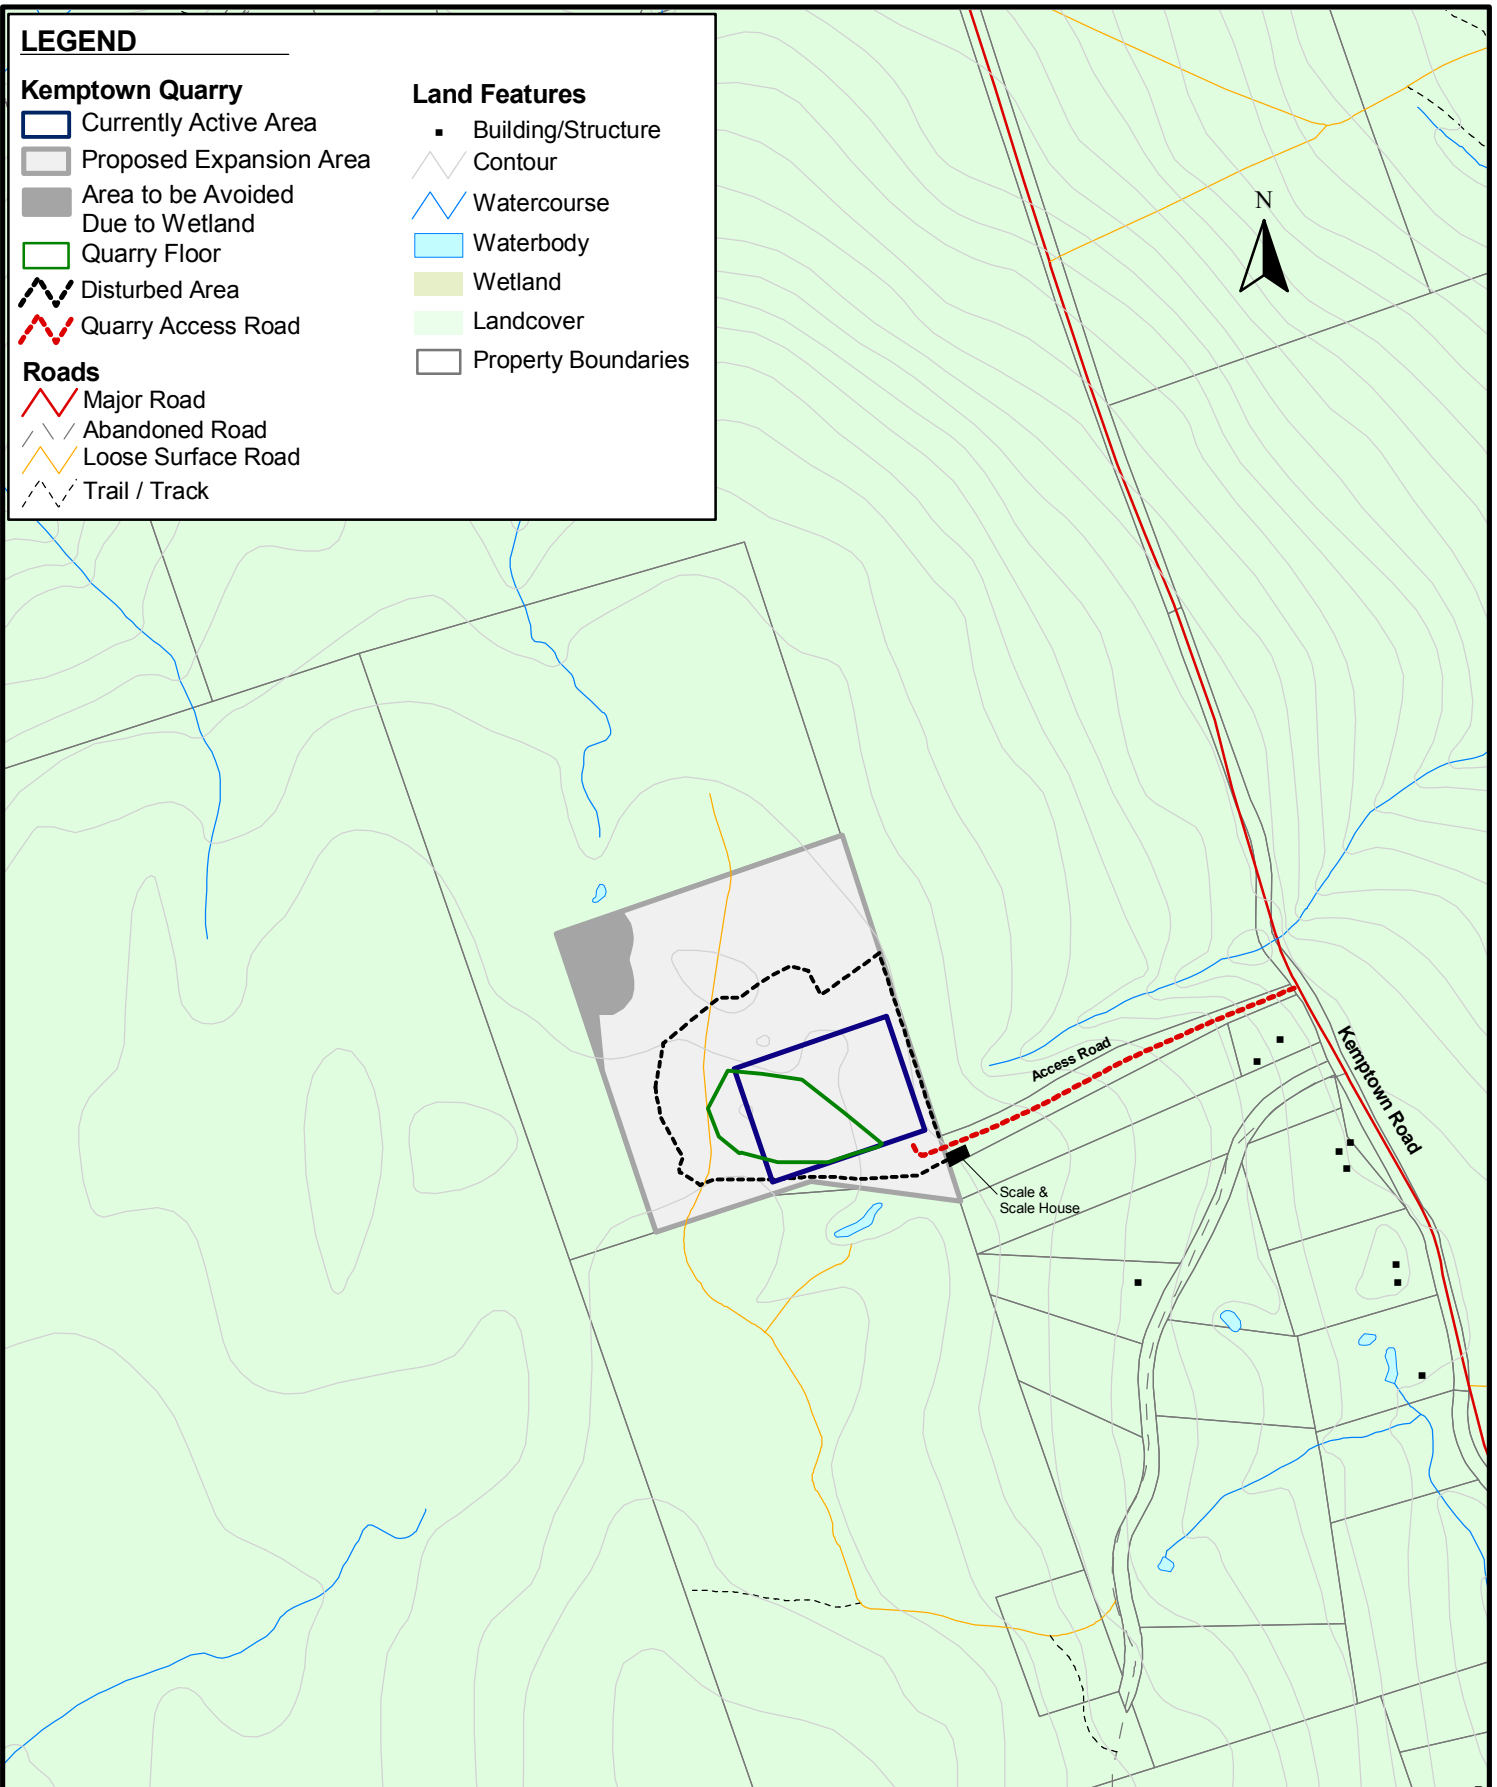 LEGEND
Kemptown Quarry
Currently Active Area
Proposed Expansion Area
Area to be Avoided
Due to Wetland
Quarry Floor
Disturbed Area
Quarry Access Road
Roads
Major Road
Abandoned Road
Loose Surface Road
Trail / Track
Land Features
Building/Structure
Contour
Watercourse
Waterbody
Wetland
Landcover
Property Boundaries
N
Access Road
Kemptown Road
Scale &
Scale House